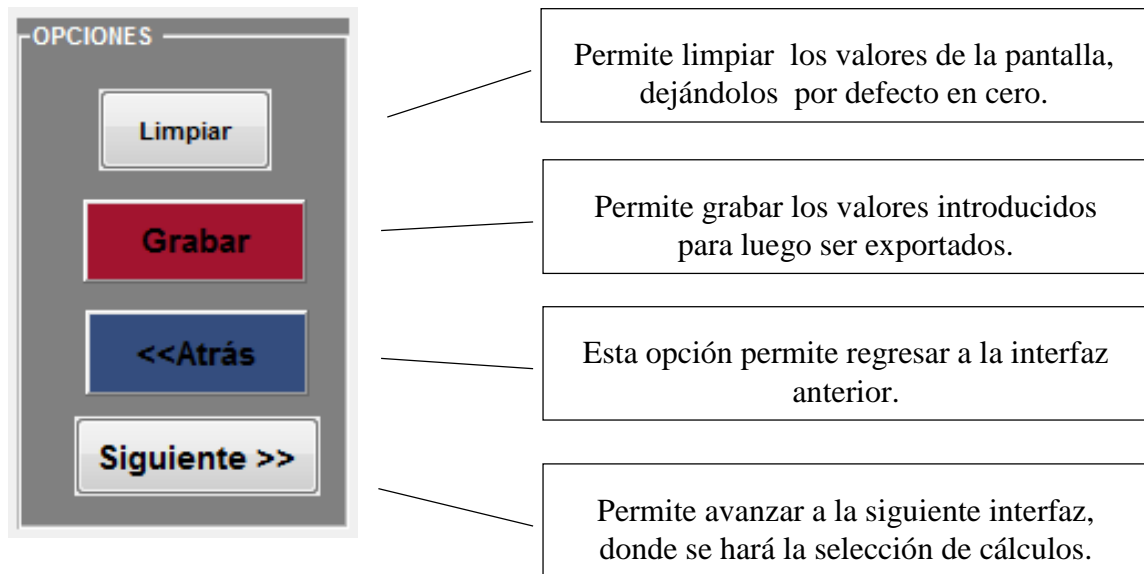 OPCIONES
Limpiar
Permite limpiar los valores de la pantalla,
dejándolos por defecto en cero.
Grabar
Permite grabar los valores introducidos
para luego ser exportados.
<<Atrás
Esta opción permite regresar a la interfaz
anterior.
Siguiente >>
Permite avanzar a la siguiente interfaz,
donde se hará la selección de cálculos.